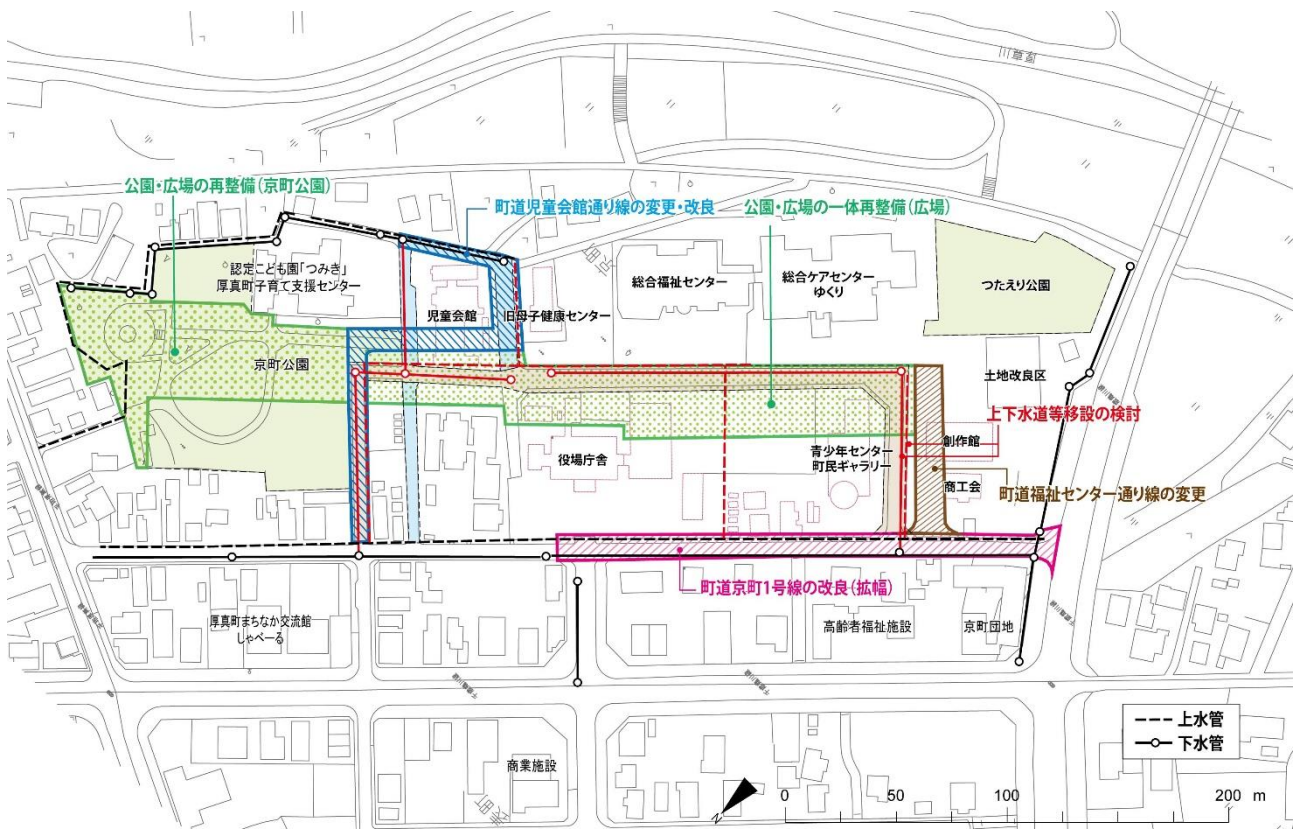 公園・広場の再整備(京町公園)
町道児童会館通り線の変更・改良
公園・広場の一体再整備(広場)
認定こども園「つみき」
厚真町子育て支援センター
児童会館
旧母子健康センター
京町
総合福祉センター
総合ケアセンター
ゆくり
つたえり公園
京町公園
土地改良区
上下水道等移設の検討
役場庁舎
青少年センター
町民ギャラリー
創作館
商工会
町道福祉センター通り線の変更
町道京町1号線の改良(拡幅)
厚真町まちなか交流館
しゃべーる
高齢者福祉施設
京町団地
商業施設
上水管
下水管
N
0 50 100 200 m